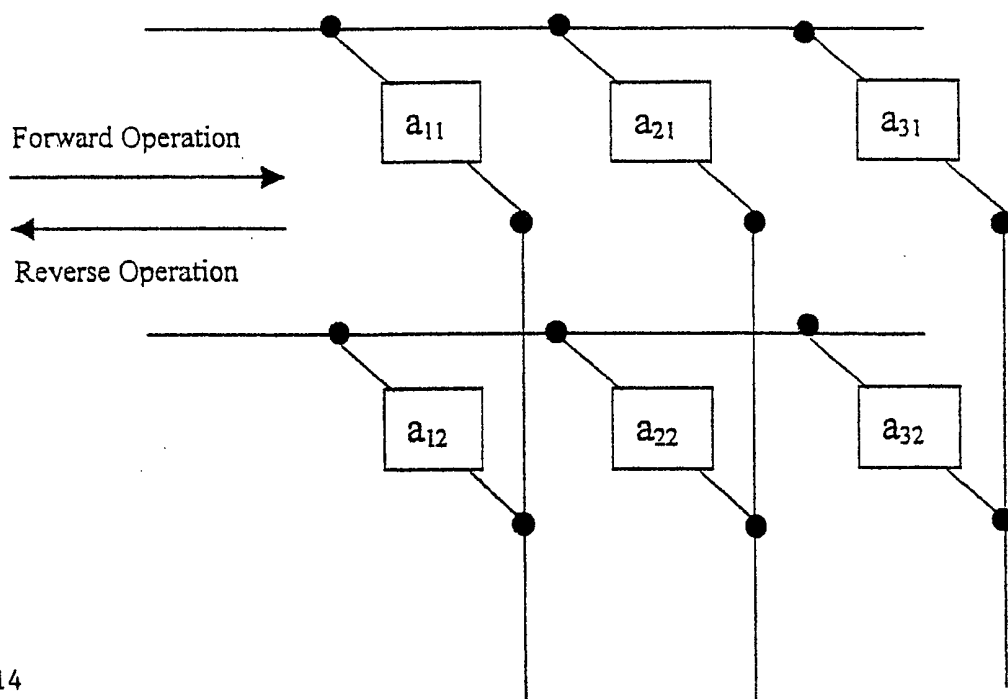 a₁₁ a₂₁ a₃₁
Forward Operation
Reverse Operation
a₁₂ a₂₂ a₃₂
14